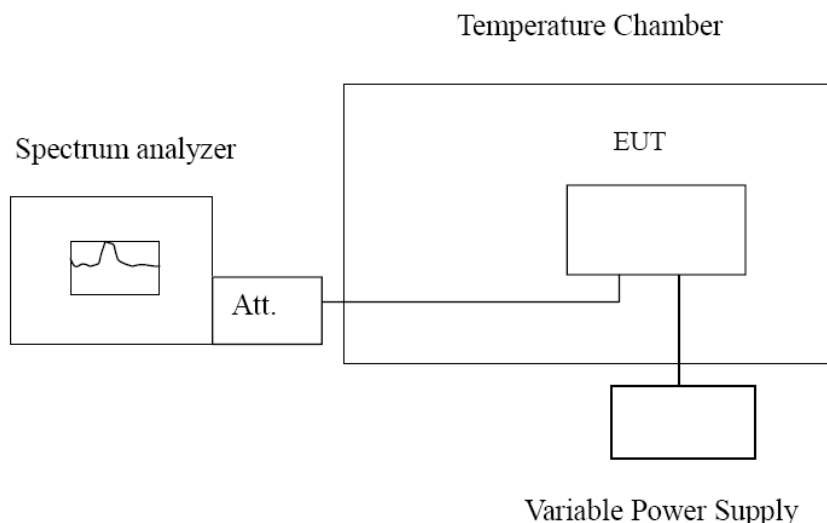 Temperature Chamber
Spectrum analyzer
EUT
Att.
Variable Power Supply